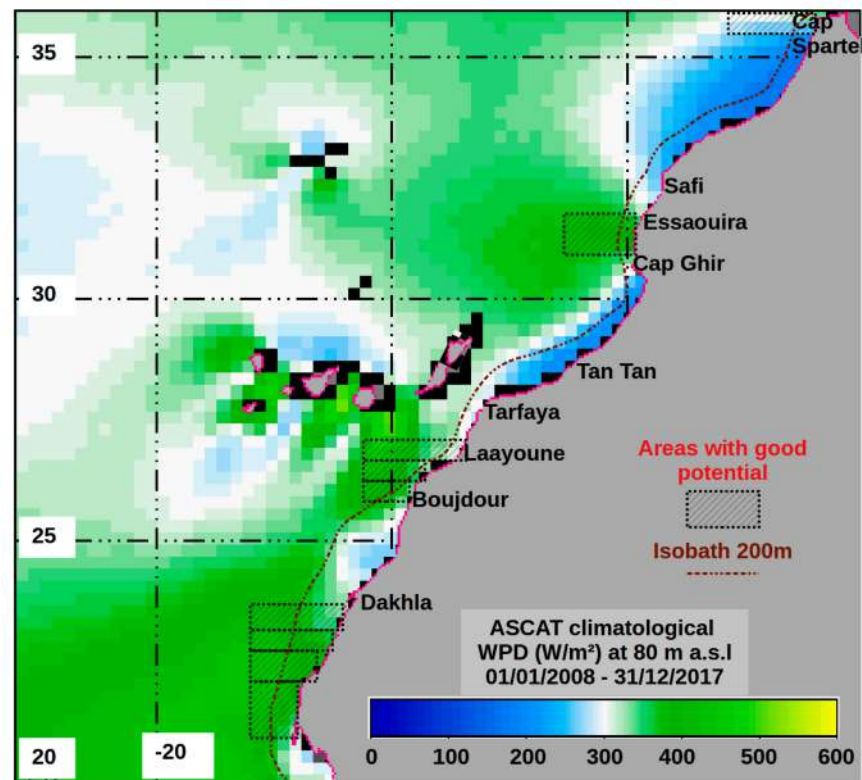 35
Cap
Spartel
Safi
Essaouira
Cap Ghir
30
Tan Tan
Tarfaya
Laayoune
Areas with good
potential
Boujdour
Isobath 200m
25
Dakhla
ASCAT climatological
WPD (W/m²) at 80 m a.s.l
01/01/2008 - 31/12/2017
20
-20
0 100 200 300 400 500 600